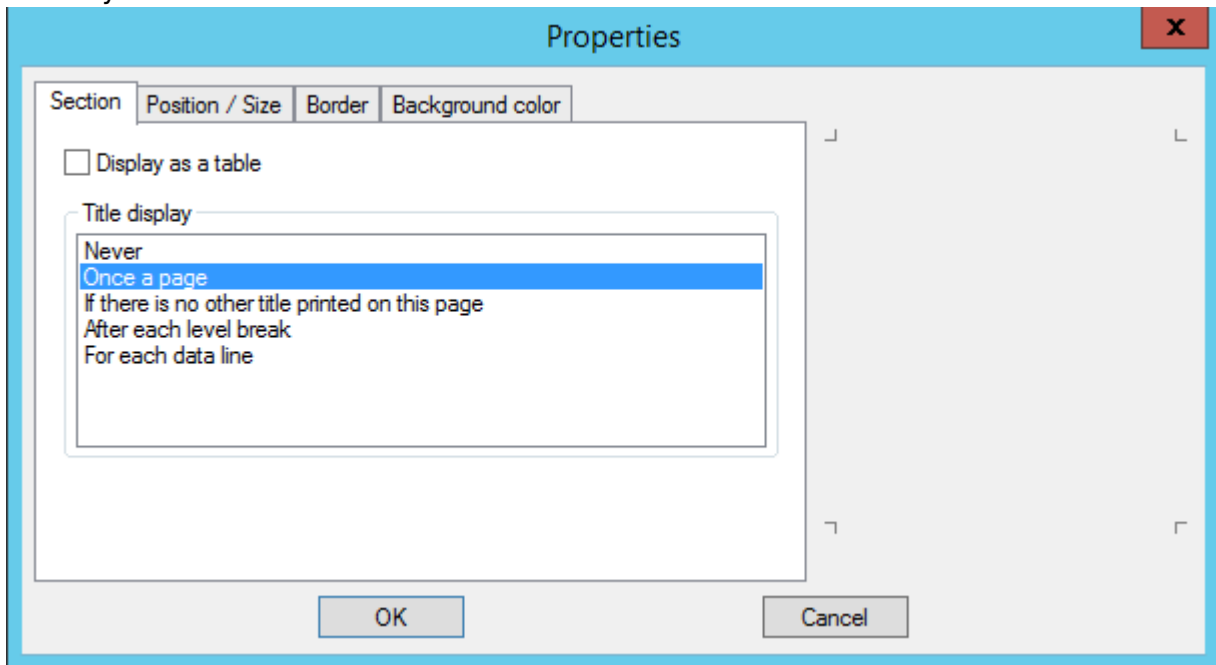 Properties
x
Section Position / Size Border Background color
Display as a table
Title display
Never
Once a page
If there is no other title printed on this page
After each level break
For each data line
OK Cancel